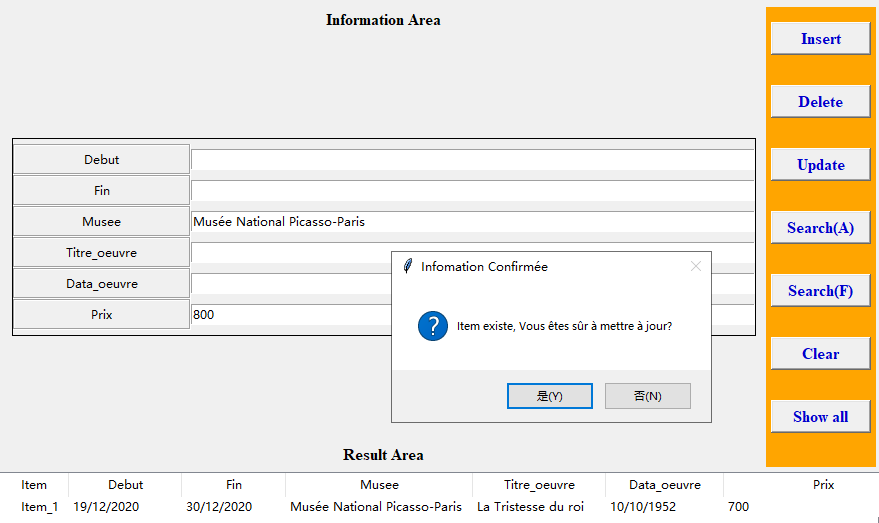 Information Area
Insert
Delete
Debut
Update
Fin
Musee Musée National Picasso-Paris
Search(A)
Titre_oeuvre
Infomation Confirmée
Data_oeuvre
Search(F)
Prix 800
Item existe, Vous êtes sûr à mettre à jour?
Clear
是(Y) 否(N)
Show all
Result Area
Item Debut Fin Musee Titre_oeuvre Data_oeuvre Prix
Item_1 19/12/2020 30/12/2020 Musée National Picasso-Paris La Tristesse du roi 10/10/1952 700